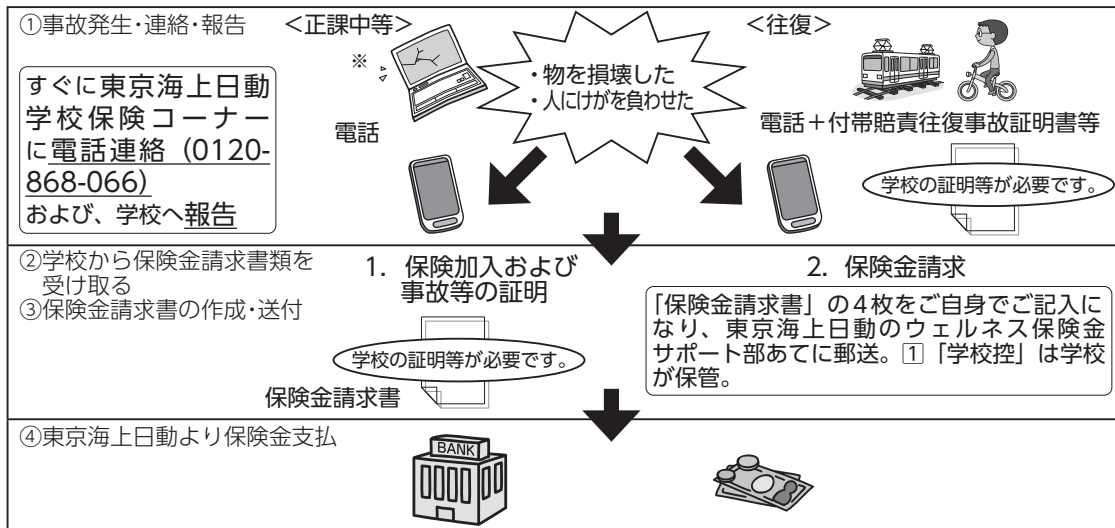 ①事故発生・連絡・報告
＜正課中等＞
＜往復＞
※
すぐに東京海上日動
学校保険コーナー
に電話連絡（0120-
868-066）
および、学校へ報告
・物を損壊した
・人にけがを負わせた
電話
電話＋付帯賠責往復事故証明書等
学校の証明等が必要です。
②学校から保険金請求書類を
受け取る
③保険金請求書の作成・送付
1．保険加入および
事故等の証明
学校の証明等が必要です。
保険金請求書
2．保険金請求
「保険金請求書」の４枚をご自身でご記入に
なり、東京海上日動のウェルネス保険金
サポート部あてに郵送。1「学校控」は学校
が保管。
④東京海上日動より保険金支払
BANK